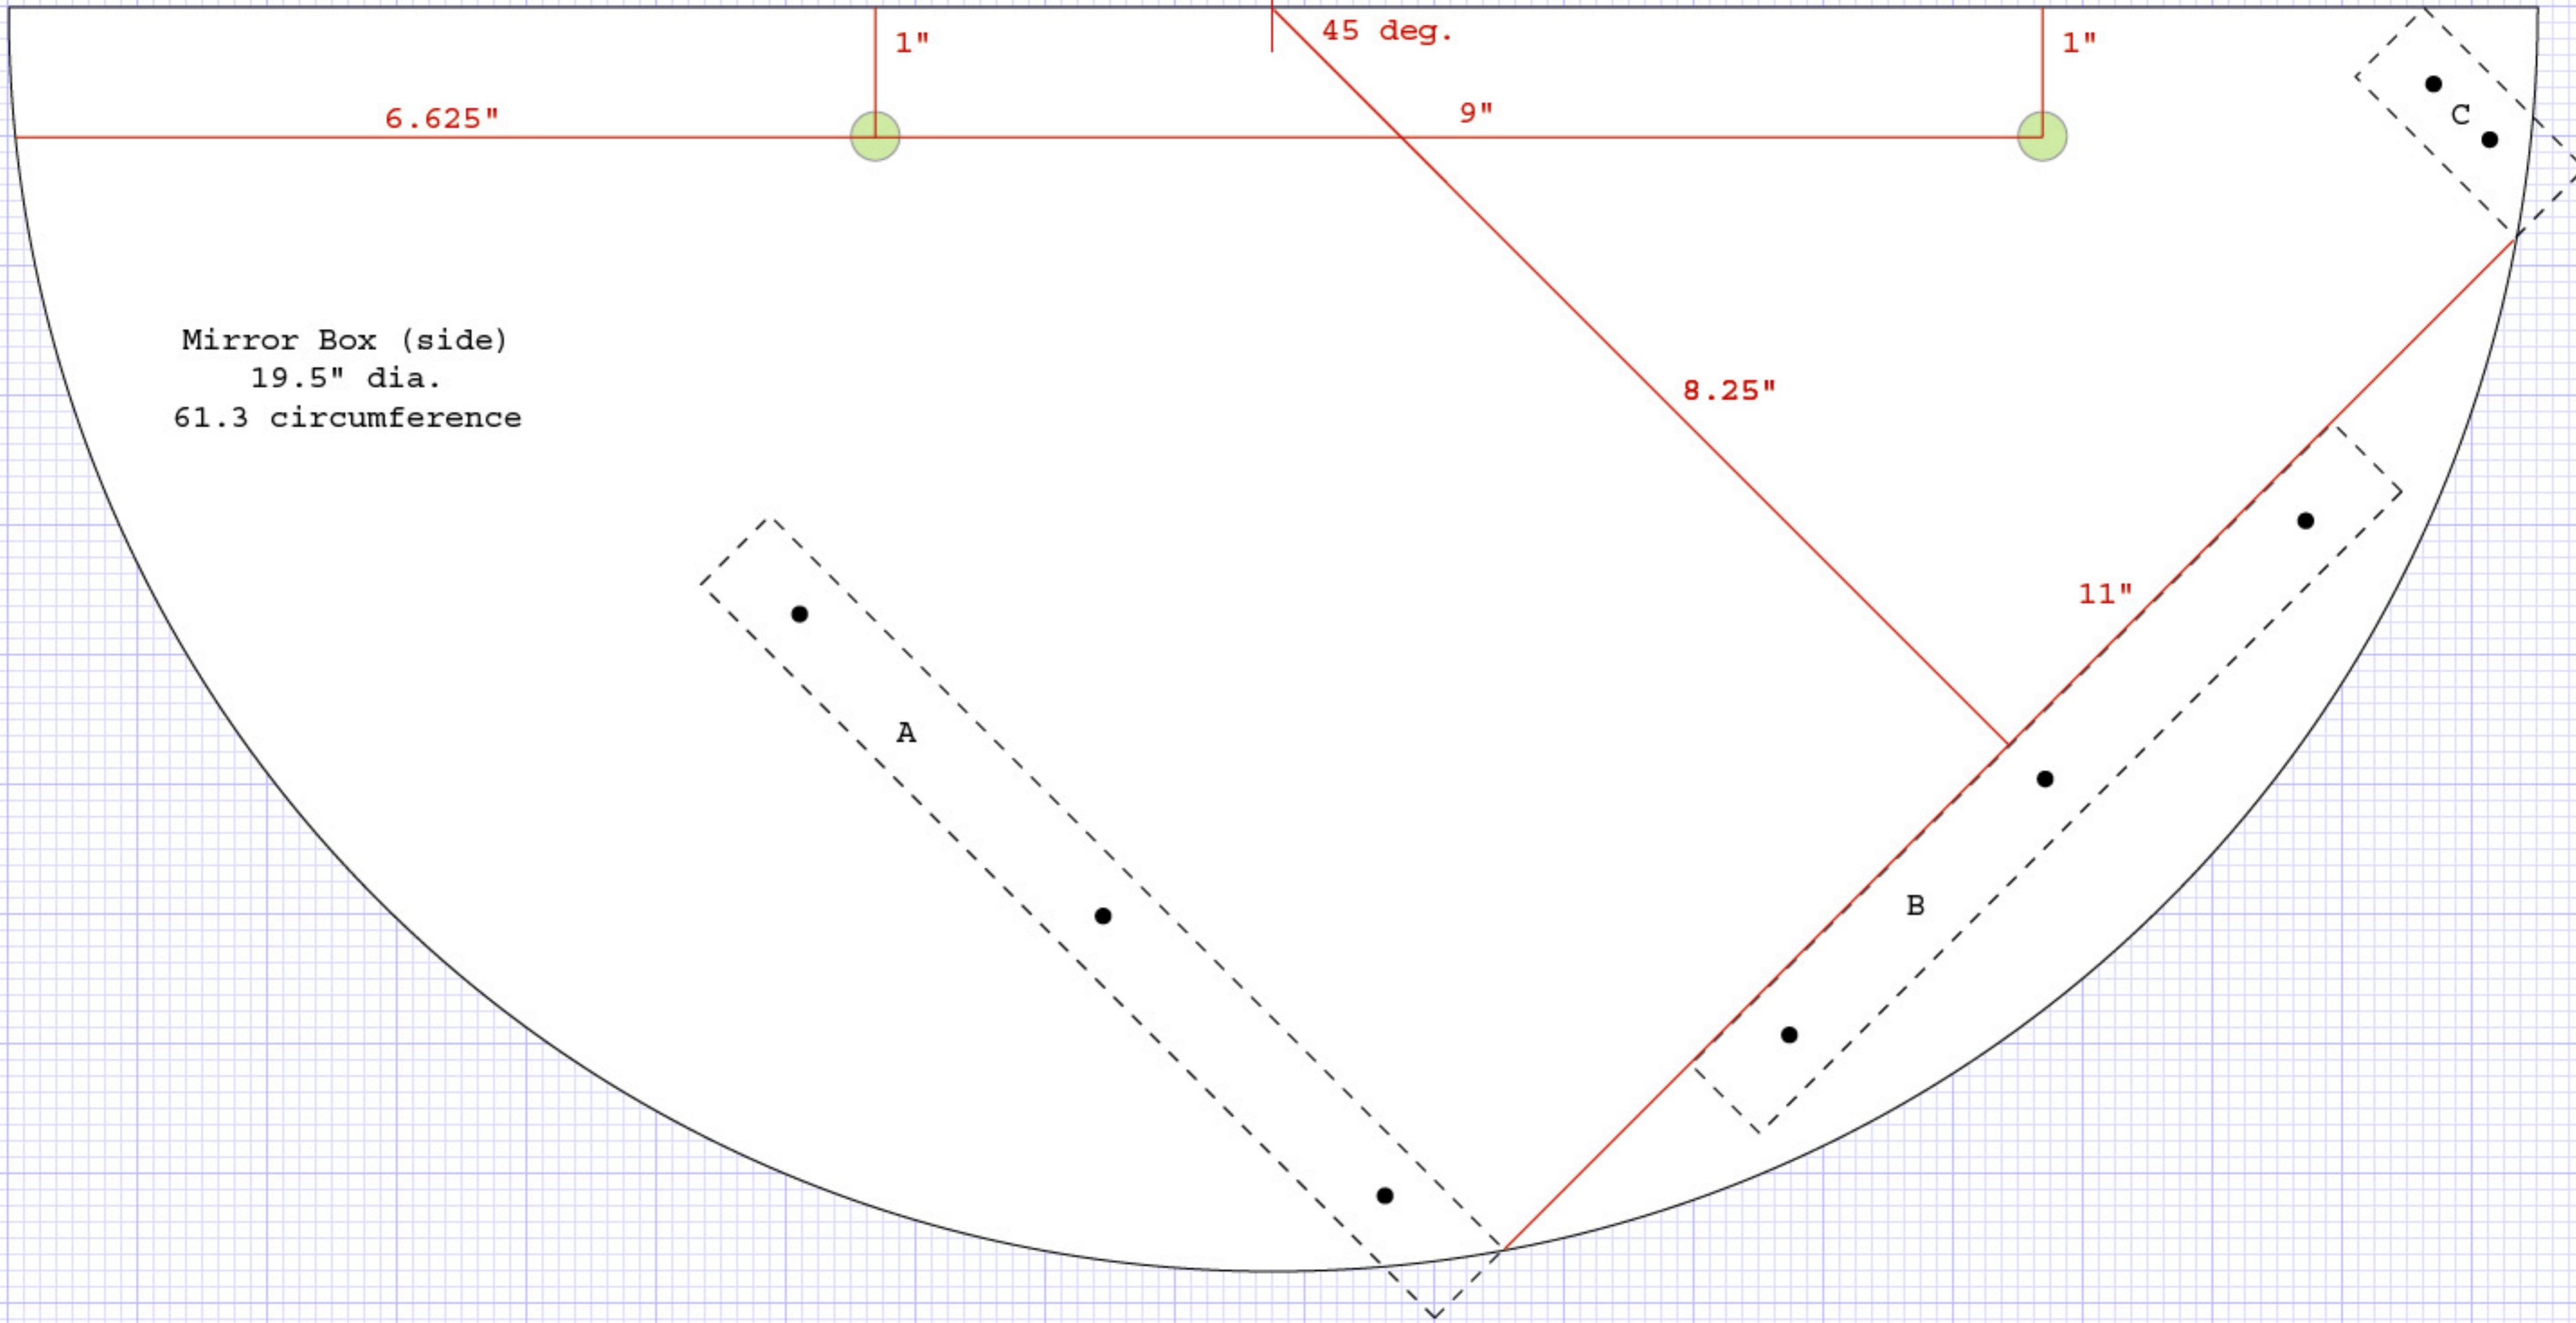 45 deg.
1"
1"
9"
6.625"
C
Mirror Box (side)
19.5" dia.
61.3 circumference
8.25"
11"
A
B